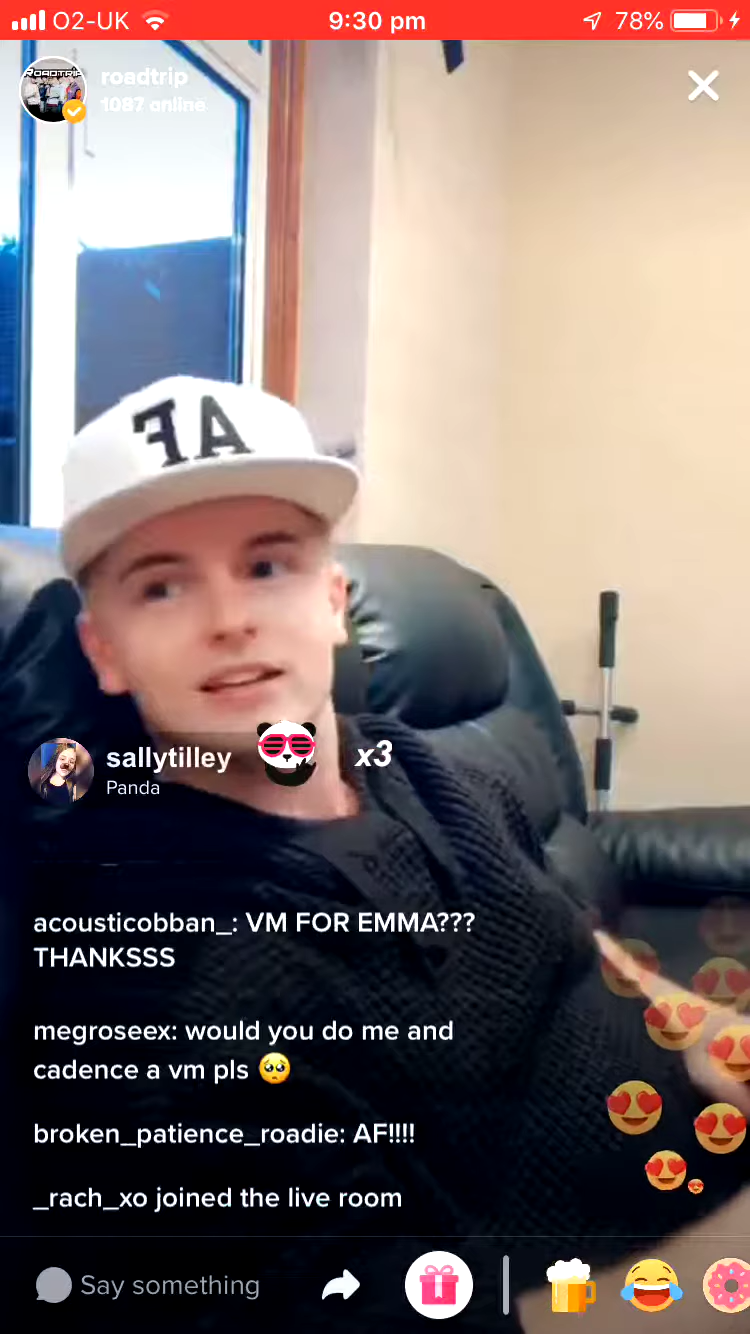 O2-UK
9:30 pm
78%
ROADTRIP
roadtrip
1087 online
AF
sallytilley
x3
Panda
acousticobban_: VM FOR EMMA???
THANKSSS
megroseex: would you do me and
cadence a vm pls 🥺
broken_patience_roadie: AF!!!!
_rach_xo joined the live room
Say something